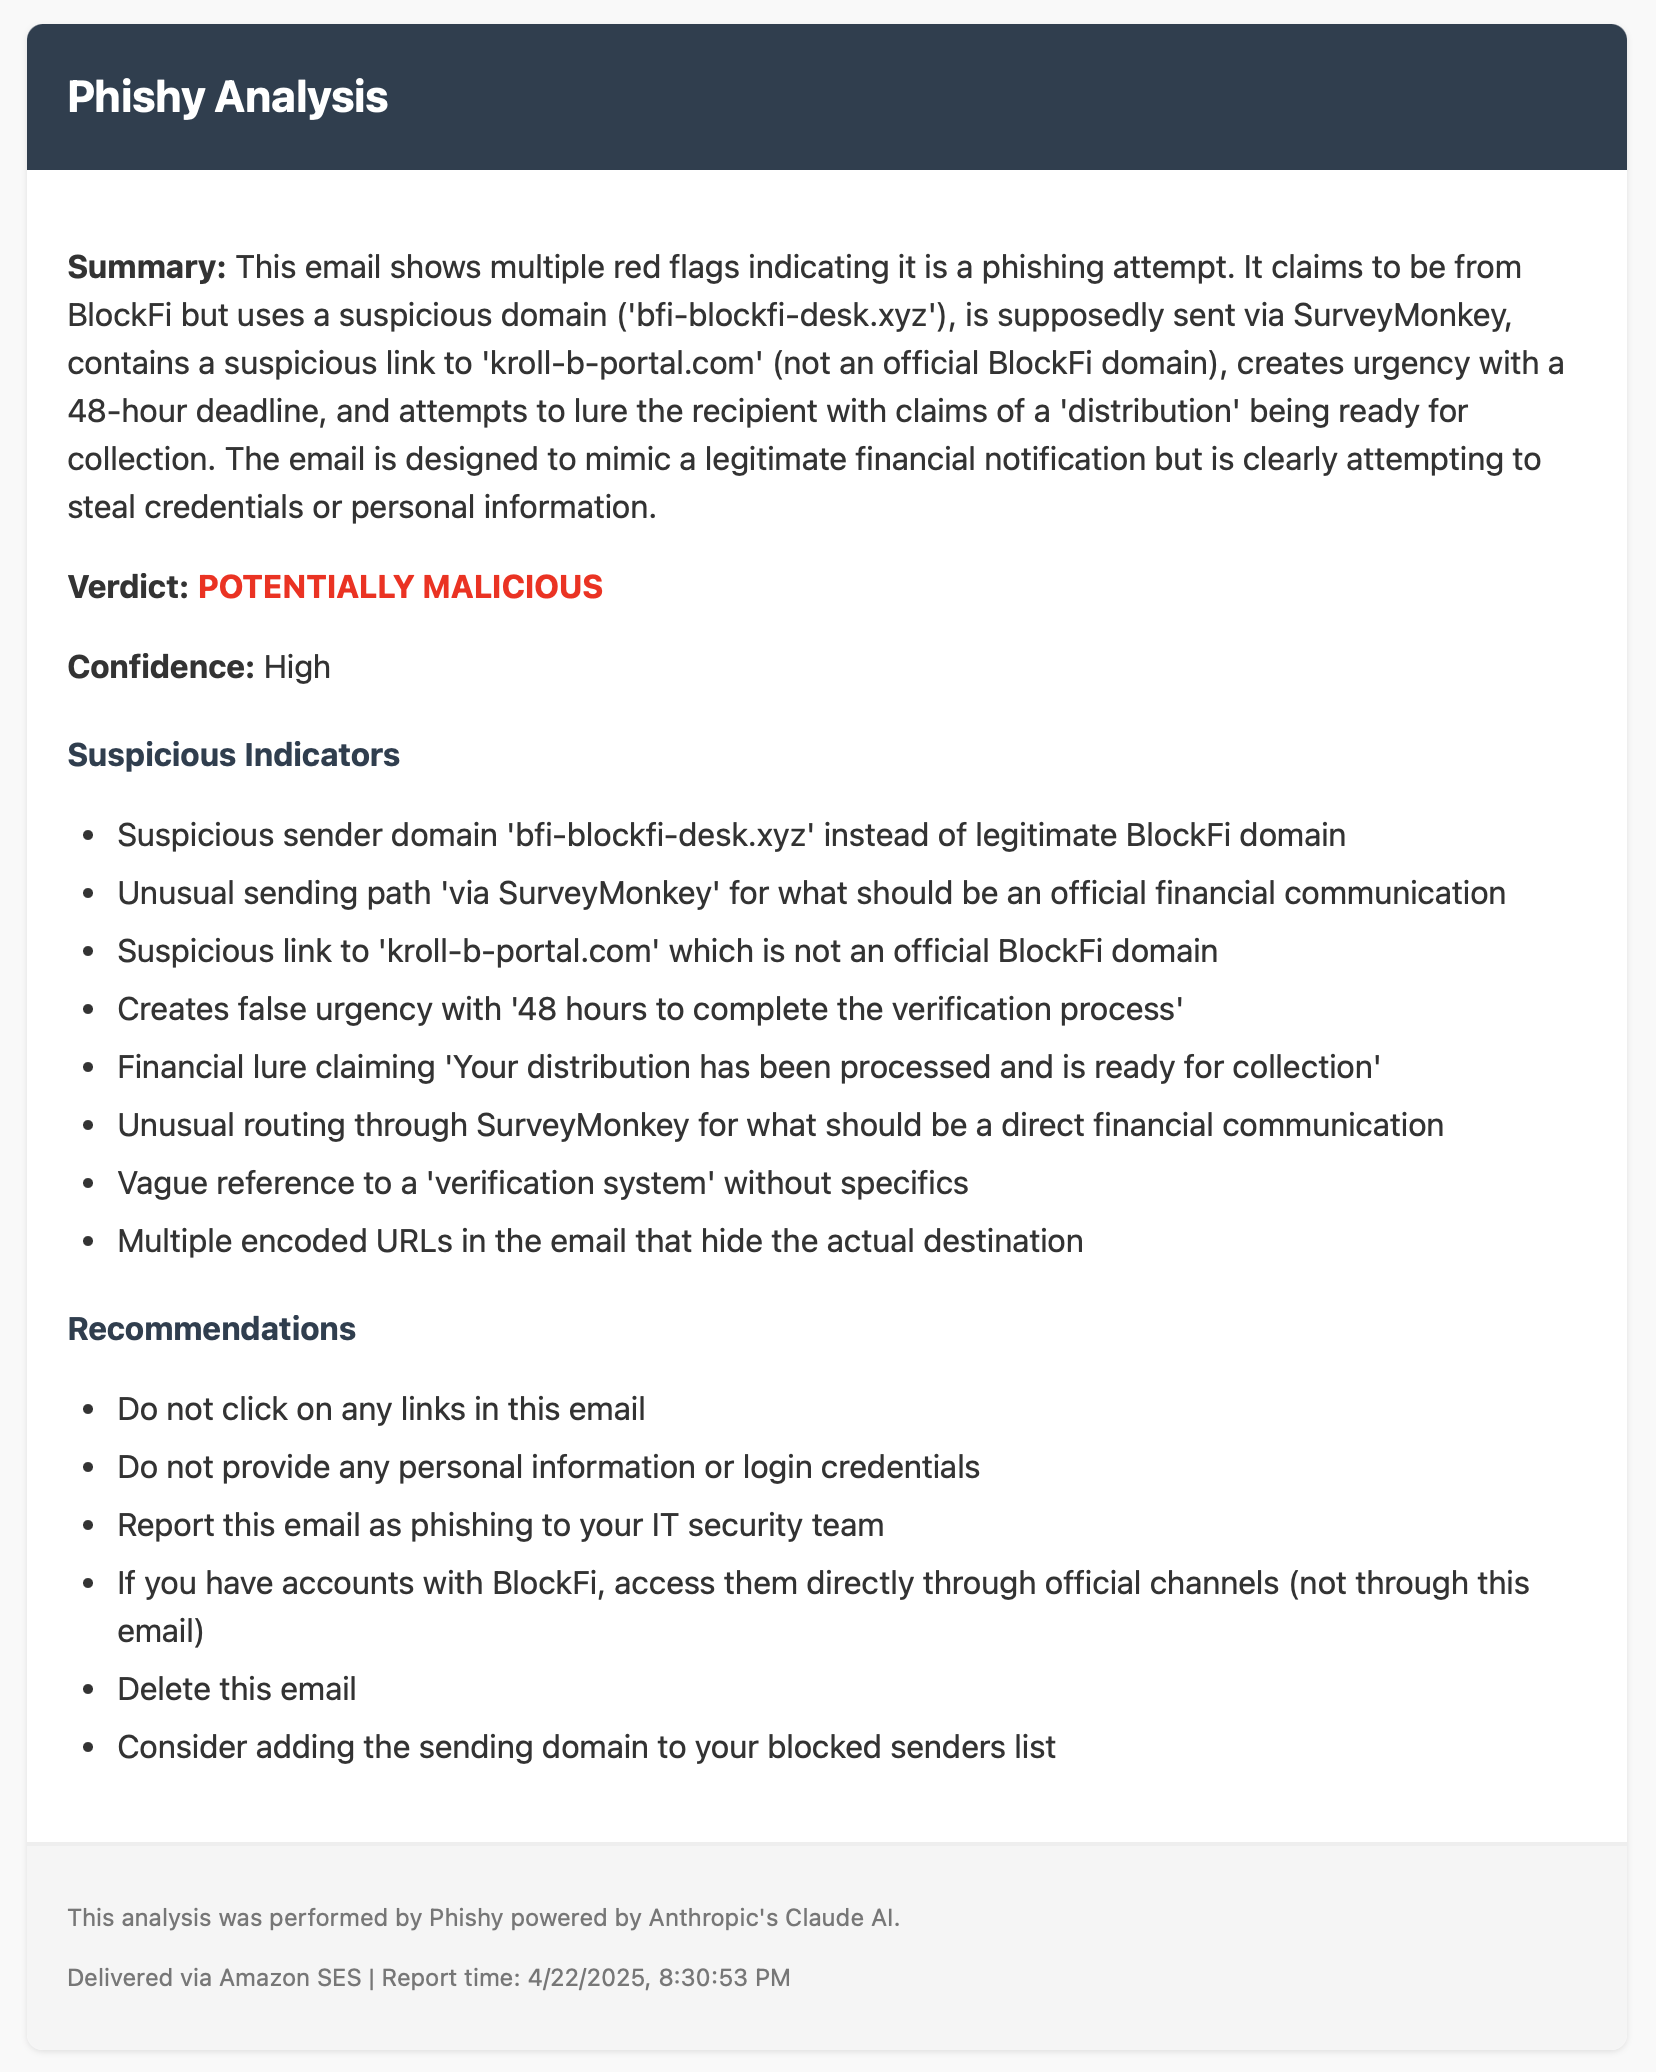 Phishy Analysis
Summary: This email shows multiple red flags indicating it is a phishing attempt. It claims to be from
BlockFi but uses a suspicious domain ('bfi-blockfi-desk.xyz'), is supposedly sent via SurveyMonkey,
contains a suspicious link to 'kroll-b-portal.com' (not an official BlockFi domain), creates urgency with a
48-hour deadline, and attempts to lure the recipient with claims of a 'distribution' being ready for
collection. The email is designed to mimic a legitimate financial notification but is clearly attempting to
steal credentials or personal information.
Verdict: POTENTIALLY MALICIOUS
Confidence: High
Suspicious Indicators
• Suspicious sender domain 'bfi-blockfi-desk.xyz' instead of legitimate BlockFi domain
• Unusual sending path 'via SurveyMonkey' for what should be an official financial communication
• Suspicious link to 'kroll-b-portal.com' which is not an official BlockFi domain
• Creates false urgency with '48 hours to complete the verification process'
• Financial lure claiming 'Your distribution has been processed and is ready for collection'
• Unusual routing through SurveyMonkey for what should be a direct financial communication
• Vague reference to a 'verification system' without specifics
• Multiple encoded URLs in the email that hide the actual destination
Recommendations
• Do not click on any links in this email
• Do not provide any personal information or login credentials
• Report this email as phishing to your IT security team
• If you have accounts with BlockFi, access them directly through official channels (not through this
email)
• Delete this email
• Consider adding the sending domain to your blocked senders list
This analysis was performed by Phishy powered by Anthropic's Claude AI.
Delivered via Amazon SES | Report time: 4/22/2025, 8:30:53 PM